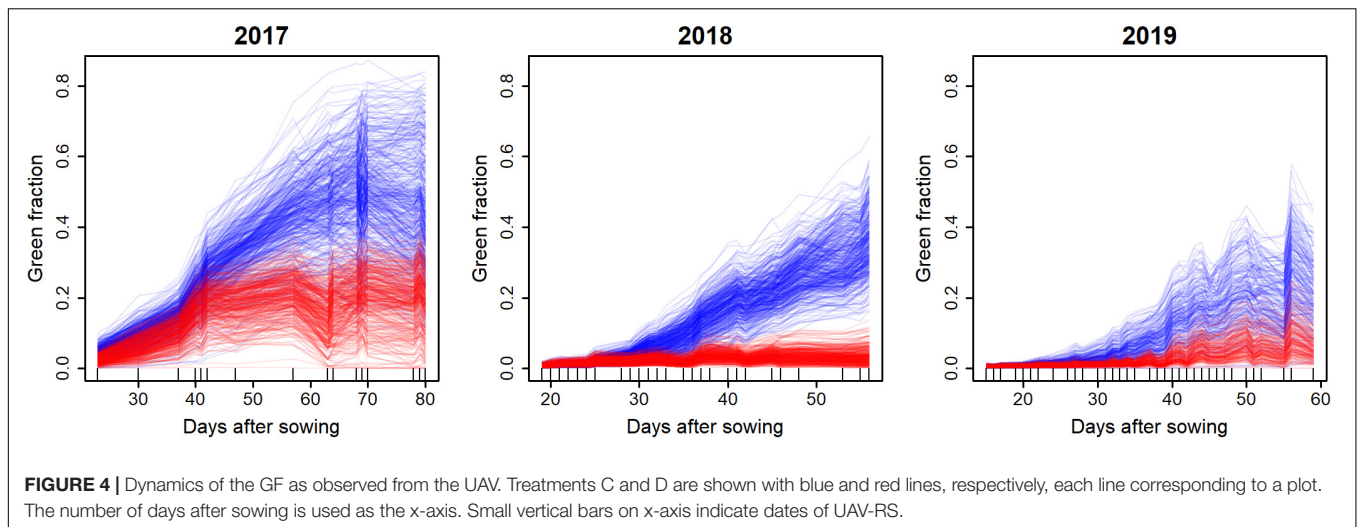 2017
2018
2019
Green fraction
0.0 0.2 0.4 0.6 0.8
30 40 50 60 70 80
Days after sowing
Green fraction
0.0 0.2 0.4 0.6 0.8
20 30 40 50
Days after sowing
Green fraction
0.0 0.2 0.4 0.6 0.8
20 30 40 50 60
Days after sowing
FIGURE 4 | Dynamics of the GF as observed from the UAV. Treatments C and D are shown with blue and red lines, respectively, each line corresponding to a plot.
The number of days after sowing is used as the x-axis. Small vertical bars on x-axis indicate dates of UAV-RS.